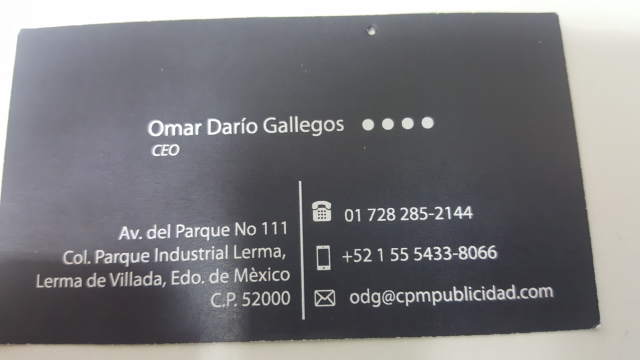 Omar Darío Gallegos
CEO
Av. del Parque No 111
Col. Parque Industrial Lerma,
Lerma de Villada, Edo. de Mèxico
C.P. 52000
01 728 285-2144
+52 1 55 5433-8066
odg@cpmpublicidad.com